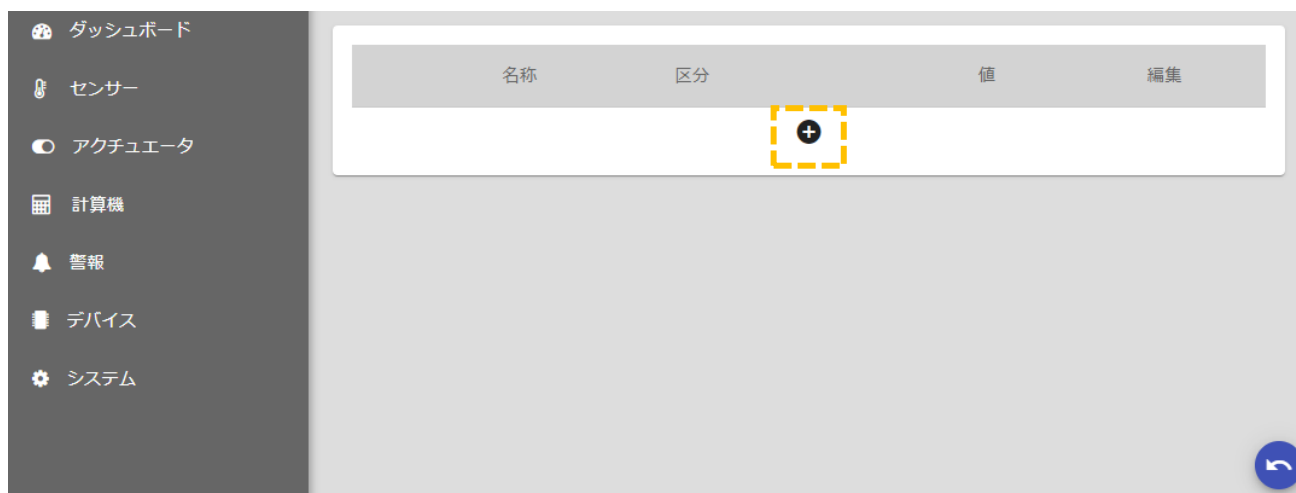 ダッシュボード
センサー
アクチュエータ
計算機
警報
デバイス
システム
名称 区分 値 編集